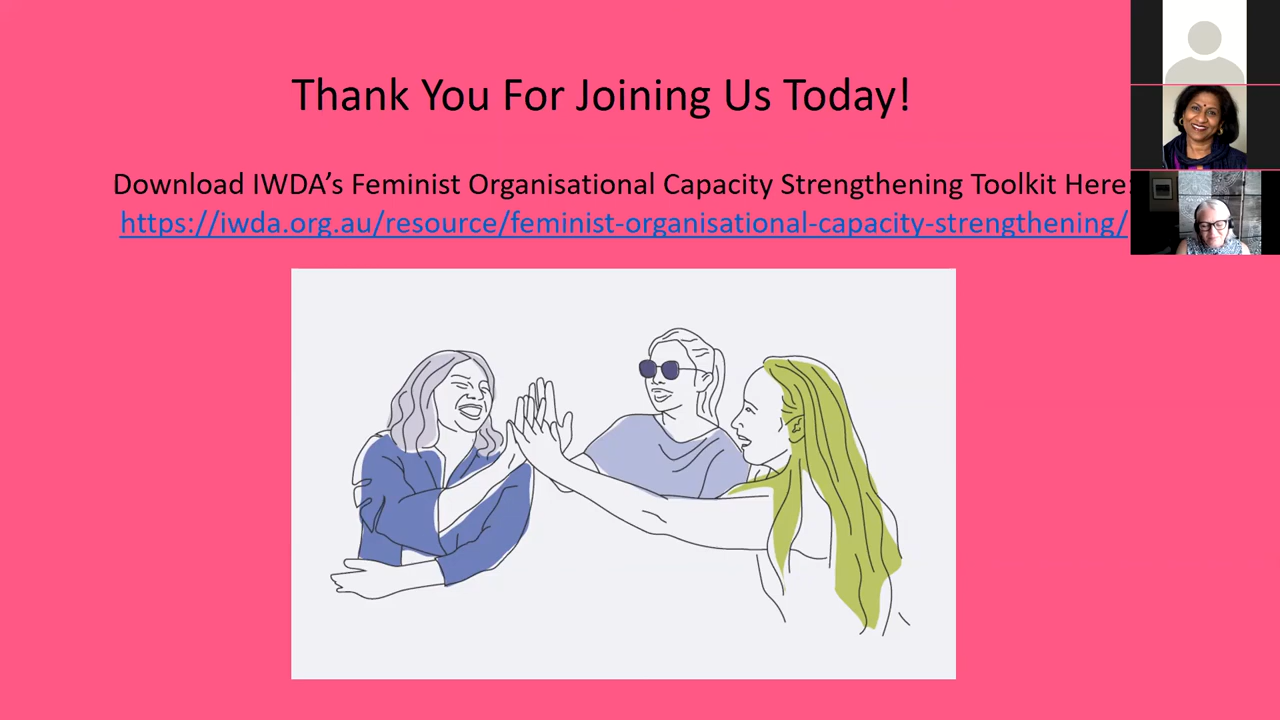 Thank You For Joining Us Today!
Download IWDA’s Feminist Organisational Capacity Strengthening Toolkit Here:
https://iwda.org.au/resource/feminist-organisational-capacity-strengthening/